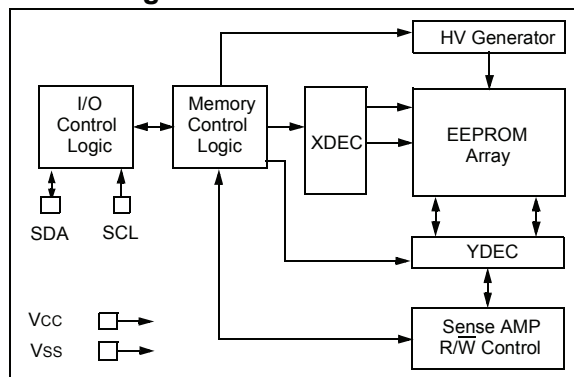 HV Generator
I/O
Control
Logic
Memory
Control
Logic
XDEC
EEPROM
Array
SDA
SCL
YDEC
VCC
VSS
Sense AMP
R/W̅ Control